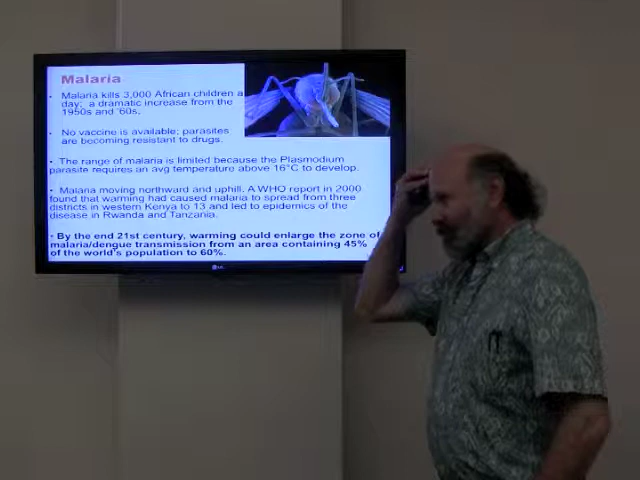 Malaria
• Malaria kills 3,000 African children a
day; a dramatic increase from the
1950s and '60s.
• No vaccine is available; parasites
are becoming resistant to drugs.
• The range of malaria is limited because the Plasmodium
parasite requires an avg temperature above 16°C to develop.
• Malaria moving northward and uphill. A WHO report in 2000
found that warming had caused malaria to spread from three
districts in western Kenya to 13 and led to epidemics of the
disease in Rwanda and Tanzania.
• By the end 21st century, warming could enlarge the zone of
malaria/dengue transmission from an area containing 45%
of the world's population to 60%.
LG